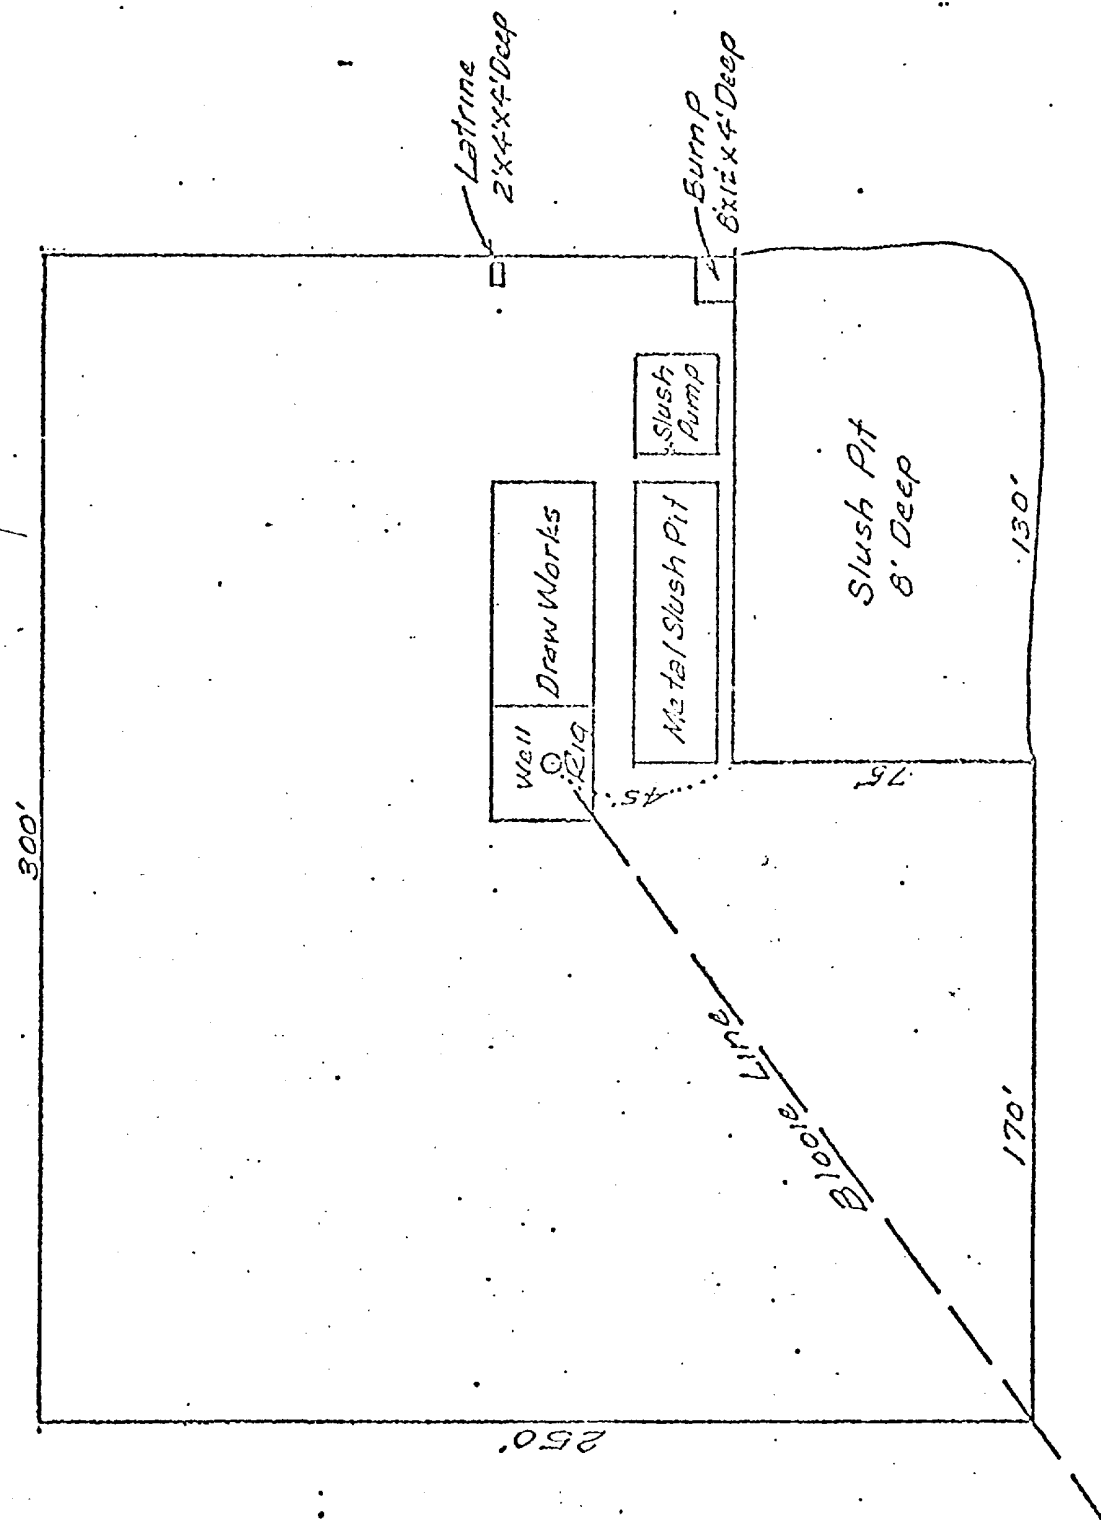 300'
Latrine
2'x4'x4' Deep
Burn P
8'x12'x4' Deep
Slush
Pump
Draw Works
Metal Slush Pit
Well
Rig
45'
75'
Slush Pit
8' Deep
130'
Blooie Line
170'
250'